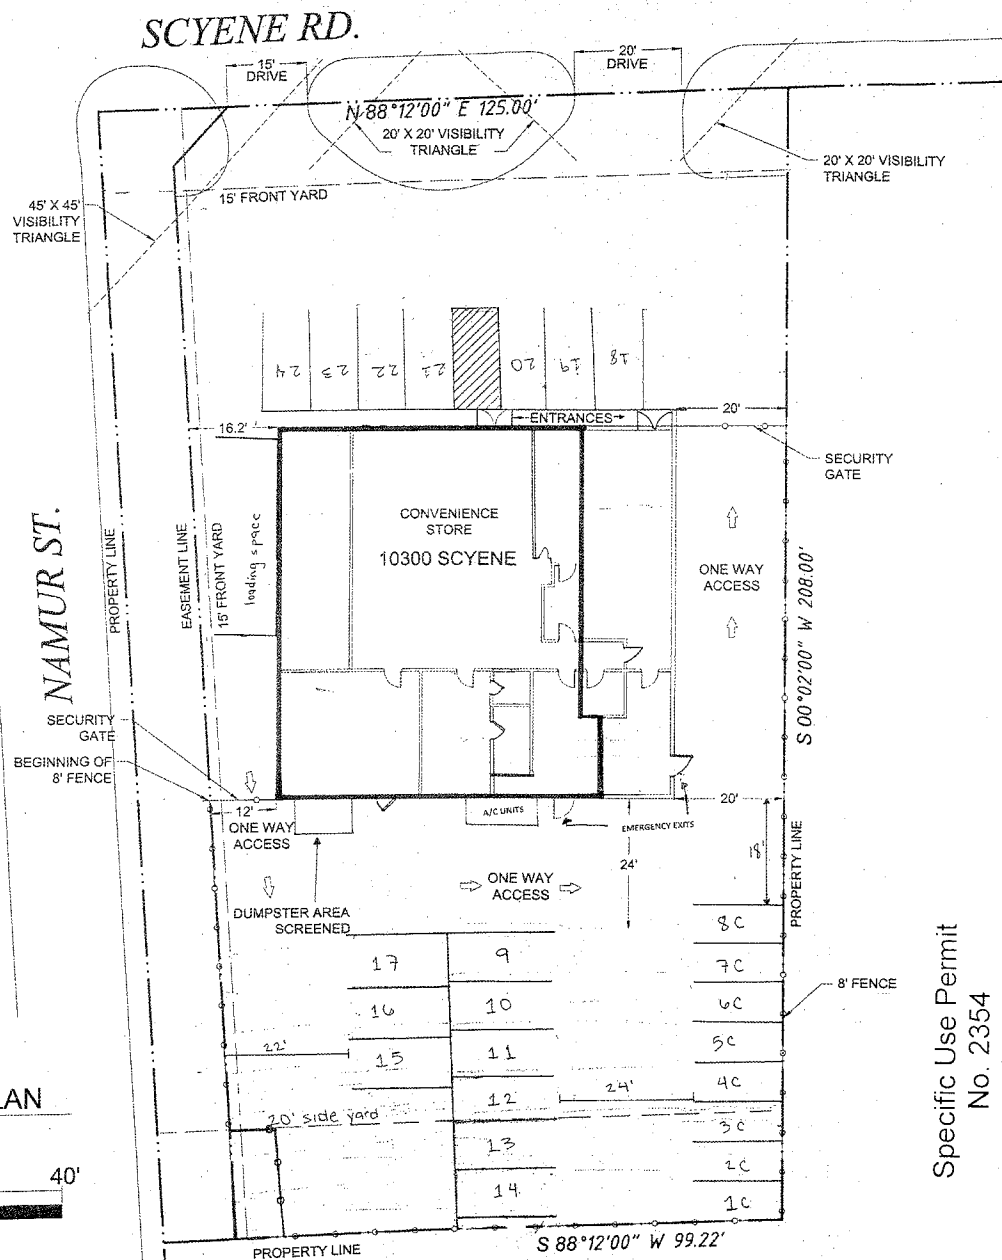 SCYENE RD.
15'
DRIVE
20'
DRIVE
N 88°12'00" E 125.00'
20' X 20' VISIBILITY
TRIANGLE
20' X 20' VISIBILITY
TRIANGLE
15' FRONT YARD
45' X 45'
VISIBILITY
TRIANGLE
24
23
22
21
20
19
18
ENTRANCES
20'
16.2'
SECURITY
GATE
CONVENIENCE
STORE
10300 SCYENE
NAMUR ST.
PROPERTY LINE
EASEMENT LINE
15' FRONT YARD
loading space
ONE WAY
ACCESS
S 00°02'00" W 208.00'
SECURITY
GATE
BEGINNING OF
8' FENCE
12'
ONE WAY
ACCESS
A/C UNITS
EMERGENCY EXITS
20'
18'
24'
PROPERTY LINE
ONE WAY
ACCESS
DUMPSTER AREA
SCREENED
8C
7C
6C
5C
4C
3C
2C
1C
17
16
15
9
10
11
12
13
14
22'
24'
8' FENCE
20' side yard
LAN
40'
PROPERTY LINE
S 88°12'00" W 99.22'
Specific Use Permit
No. 2354